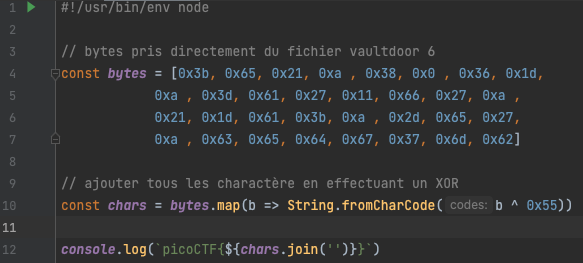 1 #!/usr/bin/env node
2
3 // bytes pris directement du fichier vaultdoor 6
4 const bytes = [0x3b, 0x65, 0x21, 0xa , 0x38, 0x0 , 0x36, 0x1d,
5 0xa , 0x3d, 0x61, 0x27, 0x11, 0x66, 0x27, 0xa ,
6 0x21, 0x1d, 0x61, 0x3b, 0xa , 0x2d, 0x65, 0x27,
7 0xa , 0x63, 0x65, 0x64, 0x67, 0x37, 0x6d, 0x62]
8
9 // ajouter tous les charactère en effectuant un XOR
10 const chars = bytes.map(b => String.fromCharCode( codes: b ^ 0x55))
11
12 console.log(`picoCTF{${chars.join('')}}`)